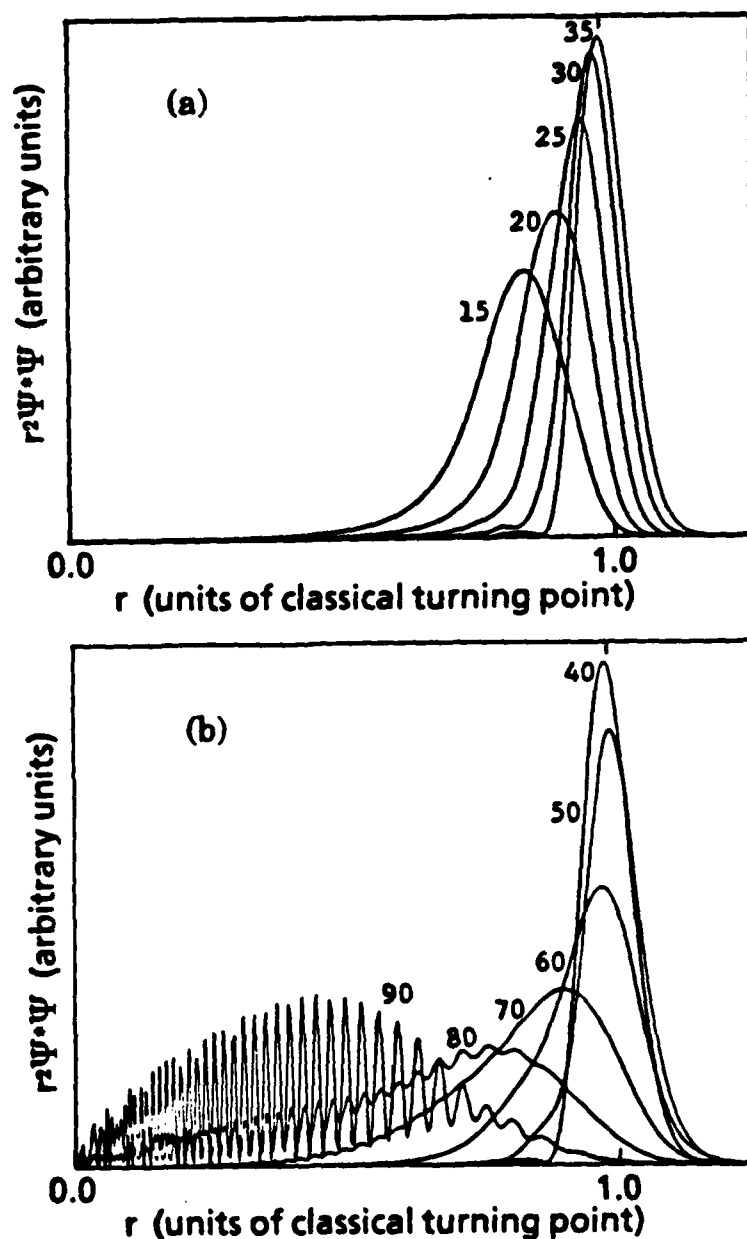 35
30
(a)
25
20
15
r²Ψ*Ψ (arbitrary units)
0.0
1.0
r (units of classical turning point)
40
(b)
50
60
90
70
80
r²Ψ*Ψ (arbitrary units)
0.0
1.0
r (units of classical turning point)